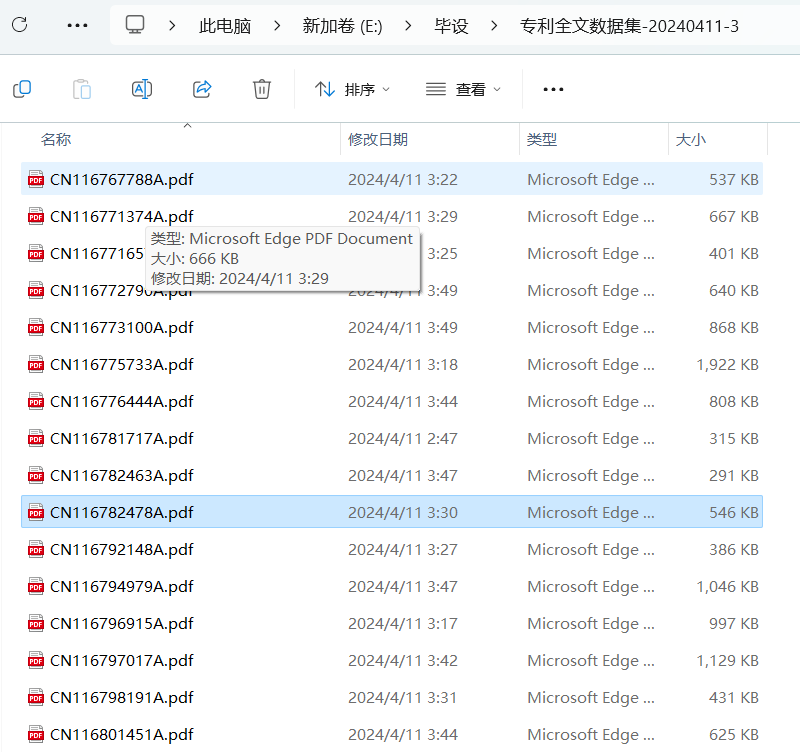 此电脑 > 新加卷 (E:) > 毕设 > 专利全文数据集-20240411-3
排序 查看
名称 修改日期 类型 大小
CN116767788A.pdf 2024/4/11 3:22 Microsoft Edge ... 537 KB
CN116771374A.pdf 2024/4/11 3:29 Microsoft Edge ... 667 KB
类型: Microsoft Edge PDF Document
大小: 666 KB
修改日期: 2024/4/11 3:29
CN11677165 3:25 Microsoft Edge ... 401 KB
CN116772790A.pdf 2024/4/11 3:49 Microsoft Edge ... 640 KB
CN116773100A.pdf 2024/4/11 3:49 Microsoft Edge ... 868 KB
CN116775733A.pdf 2024/4/11 3:18 Microsoft Edge ... 1,922 KB
CN116776444A.pdf 2024/4/11 3:44 Microsoft Edge ... 808 KB
CN116781717A.pdf 2024/4/11 2:47 Microsoft Edge ... 315 KB
CN116782463A.pdf 2024/4/11 3:47 Microsoft Edge ... 291 KB
CN116782478A.pdf 2024/4/11 3:30 Microsoft Edge ... 546 KB
CN116792148A.pdf 2024/4/11 3:27 Microsoft Edge ... 386 KB
CN116794979A.pdf 2024/4/11 3:47 Microsoft Edge ... 1,046 KB
CN116796915A.pdf 2024/4/11 3:17 Microsoft Edge ... 997 KB
CN116797017A.pdf 2024/4/11 3:42 Microsoft Edge ... 1,129 KB
CN116798191A.pdf 2024/4/11 3:31 Microsoft Edge ... 431 KB
CN116801451A.pdf 2024/4/11 3:44 Microsoft Edge ... 625 KB